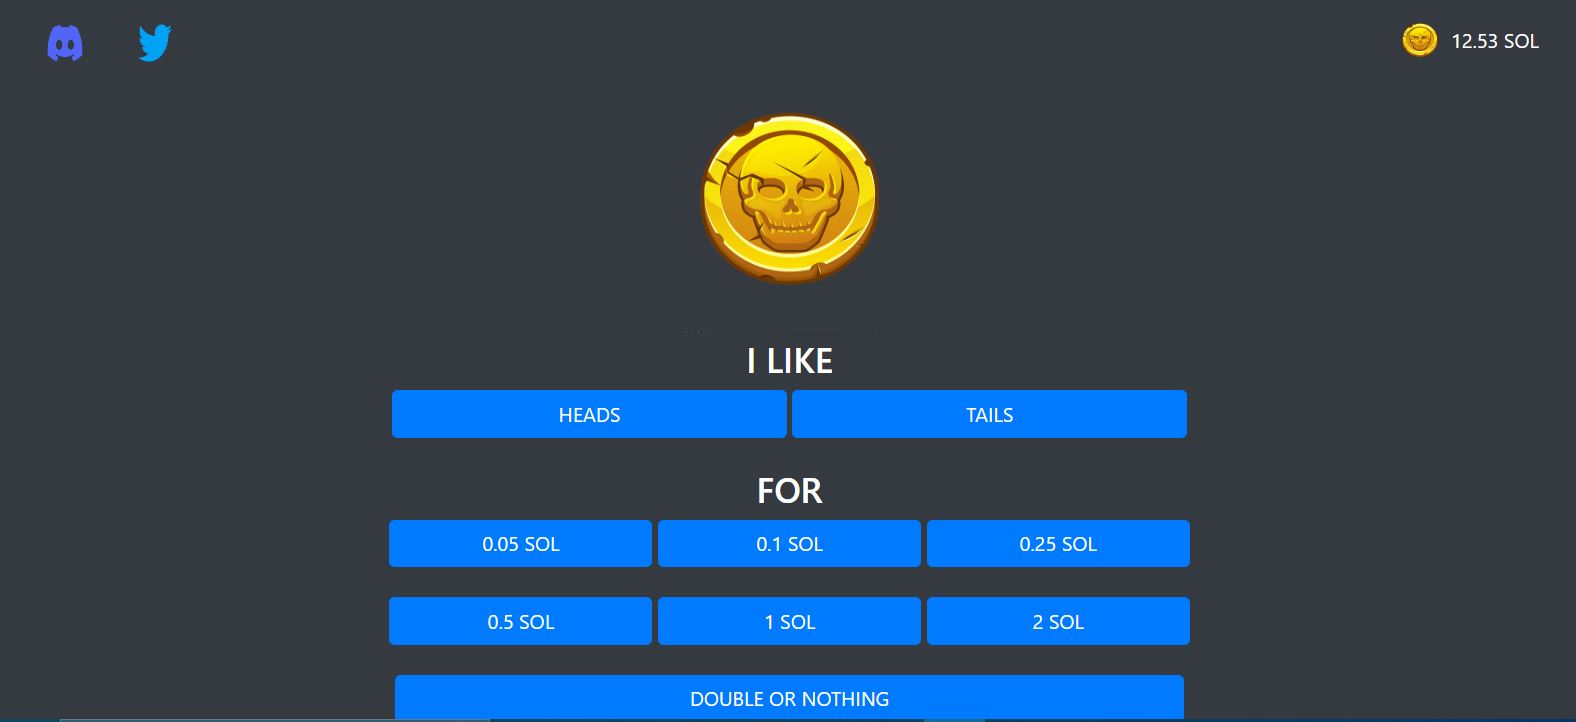 12.53 SOL
I LIKE
HEADS TAILS
FOR
0.05 SOL 0.1 SOL 0.25 SOL
0.5 SOL 1 SOL 2 SOL
DOUBLE OR NOTHING